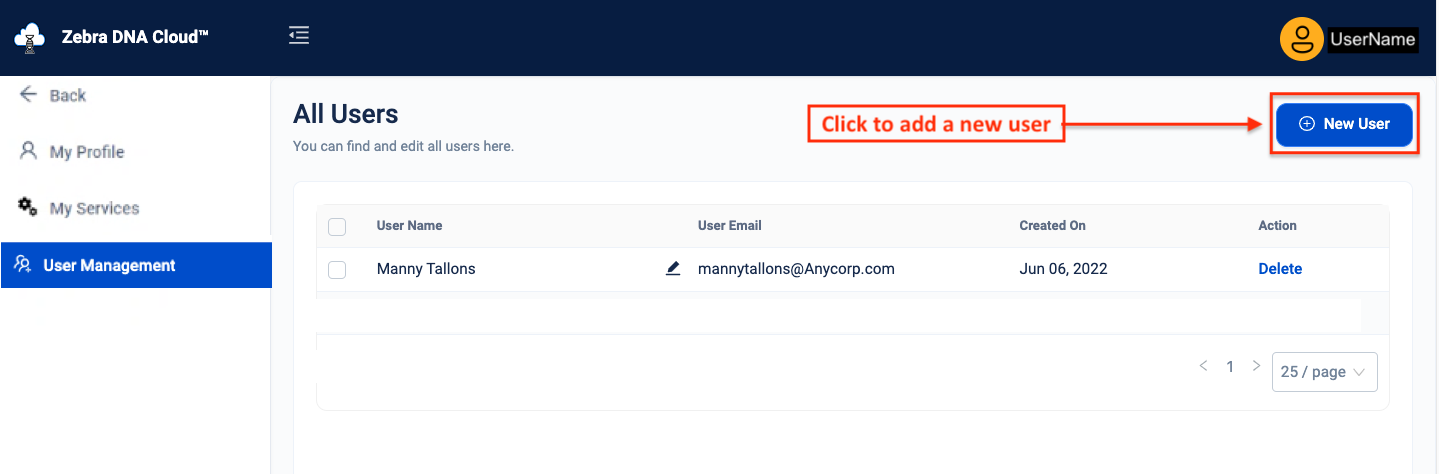 Zebra DNA Cloud™
UserName
Back
My Profile
My Services
User Management
All Users
You can find and edit all users here.
Click to add a new user
New User
User Name User Email Created On Action
Manny Tallons mannytallons@Anycorp.com Jun 06, 2022 Delete
1 25 / page